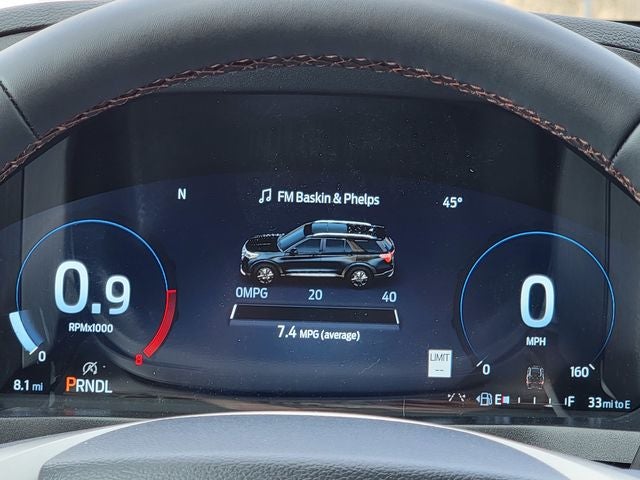 N
FM Baskin & Phelps
45°
0MPG 20 40
7.4 MPG (average)
0.9
RPMx1000
0
8
8.1 mi
PRNDL
0
MPH
LIMIT
--
0
160
E
F
33 mi to E